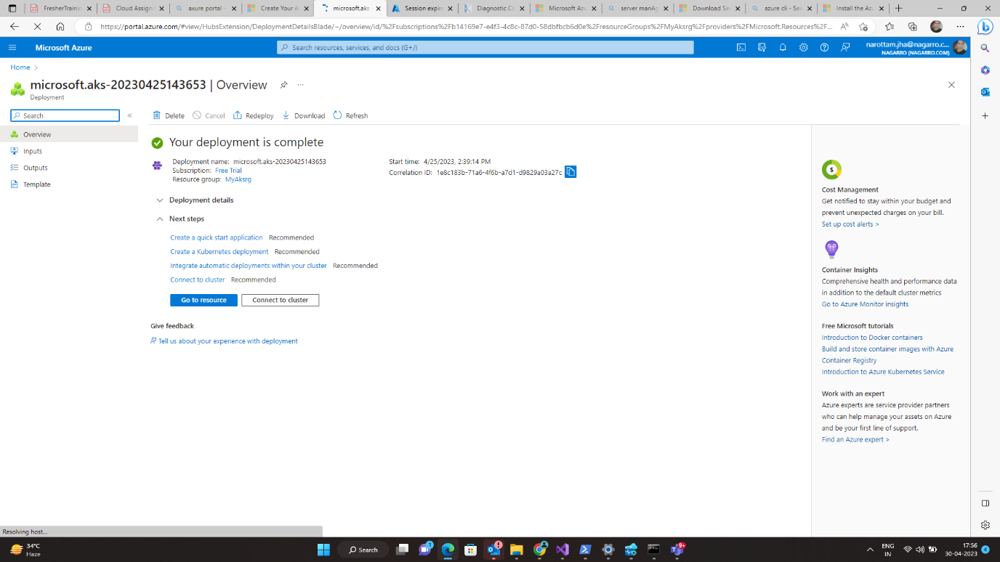 FresherTrainin
Cloud Assignm
axure portal -
Create Your A
microsoft.aks-
Session expire
Diagnostic Co
Microsoft Azu
server manAg
Download Ser
azure cli - Sea
Install the Azu
https://portal.azure.com/#view/HubsExtension/DeploymentDetailsBlade/~/overview/id/%2Fsubscriptions%2Fb14169e7-e4f3-4c8c-87d0-58dbfbcb6d0e%2FresourceGroups%2FMyAksrg%2Fproviders%2FMicrosoft.Resources%2F...
Microsoft Azure
Search resources, services, and docs (G+/)
narottam.jha@nagarro.c...
NAGARRO (NAGARRO.COM)
Home
microsoft.aks-20230425143653 | Overview
Deployment
Search
Overview
Inputs
Outputs
Template
Delete
Cancel
Redeploy
Download
Refresh
Your deployment is complete
Deployment name: microsoft.aks-20230425143653
Subscription: Free Trial
Resource group: MyAksrg
Start time: 4/25/2023, 2:39:14 PM
Correlation ID: 1e8c183b-71a6-4f6b-a7d1-d9829a03a27c
Deployment details
Next steps
Create a quick start application Recommended
Create a Kubernetes deployment Recommended
Integrate automatic deployments within your cluster Recommended
Connect to cluster Recommended
Go to resource
Connect to cluster
Give feedback
Tell us about your experience with deployment
Cost Management
Get notified to stay within your budget and
prevent unexpected charges on your bill.
Set up cost alerts >
Container Insights
Comprehensive health and performance data
in addition to the default cluster metrics
Go to Azure Monitor insights
Free Microsoft tutorials
Introduction to Docker containers
Build and store container images with Azure
Container Registry
Introduction to Azure Kubernetes Service
Work with an expert
Azure experts are service provider partners
who can help manage your assets on Azure
and be your first line of support.
Find an Azure expert >
Resolving host...
34°C
Haze
Search
1
9+
ENG
IN
17:56
30-04-2023
4